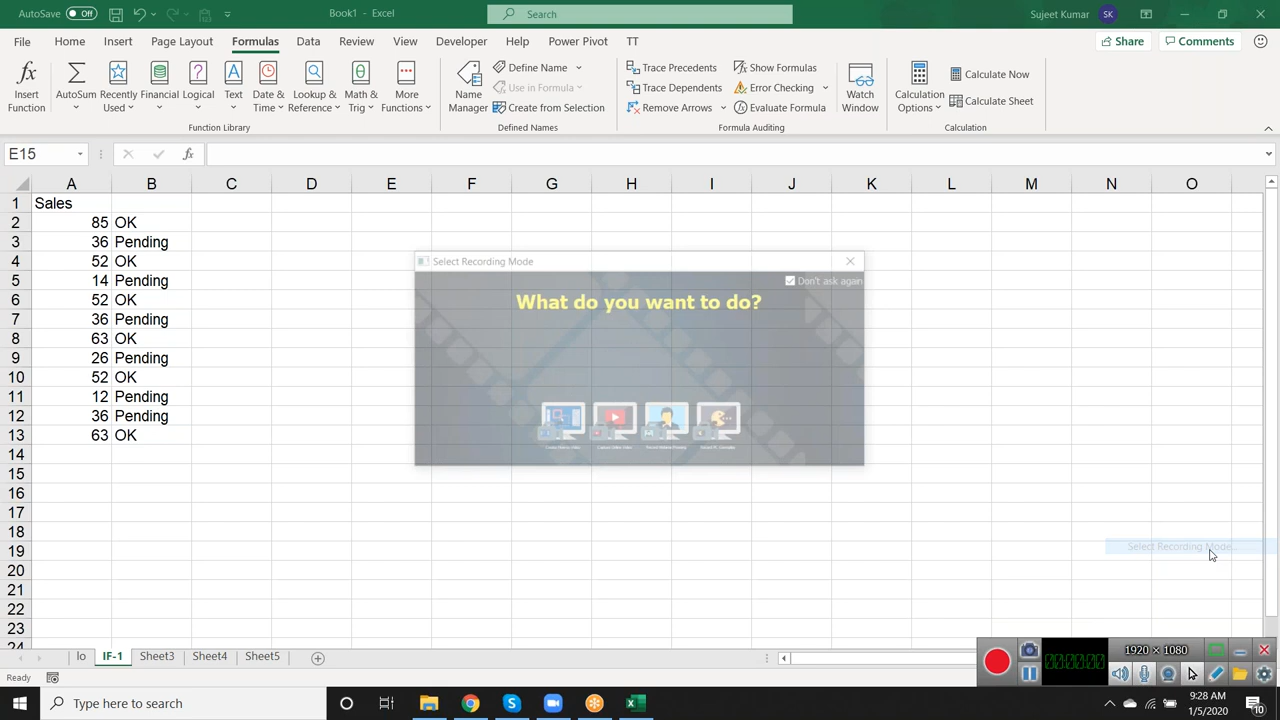 AutoSave Off Book1 - Excel Search Sujeet Kumar SK
File Home Insert Page Layout Formulas Data Review View Developer Help Power Pivot TT Share Comments
Insert Function
AutoSum
Recently Used
Financial
Logical
Text
Date & Time
Lookup & Reference
Math & Trig
More Functions
Function Library
Name Manager
Define Name
Use in Formula
Create from Selection
Defined Names
Trace Precedents
Trace Dependents
Remove Arrows
Show Formulas
Error Checking
Evaluate Formula
Formula Auditing
Watch Window
Calculation Options
Calculate Now
Calculate Sheet
Calculation
E15 fx
A B C D E F G H I J K L M N O
1 Sales
2 85 OK
3 36 Pending
4 52 OK
5 14 Pending
6 52 OK
7 36 Pending
8 63 OK
9 26 Pending
10 52 OK
11 12 Pending
12 36 Pending
13 63 OK
14
15
16
17
18
19
20
21
22
23
24
Select Recording Mode
Don't ask again
What do you want to do?
Select Recording Mode...
lo IF-1 Sheet3 Sheet4 Sheet5
Ready
1920 × 1080
00:00:00
Type here to search
9:28 AM
1/5/2020